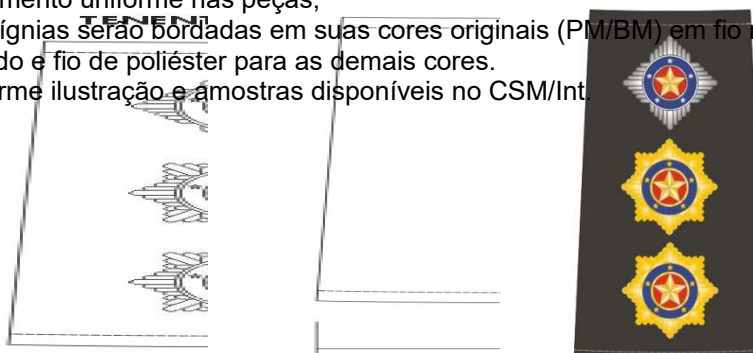 mento uniforme nas peças;
TENENT
ígnias serão bordadas em suas cores originais (PM/BM) em fio
do e fio de poliéster para as demais cores.
rme ilustração e amostras disponíveis no CSM/Int.